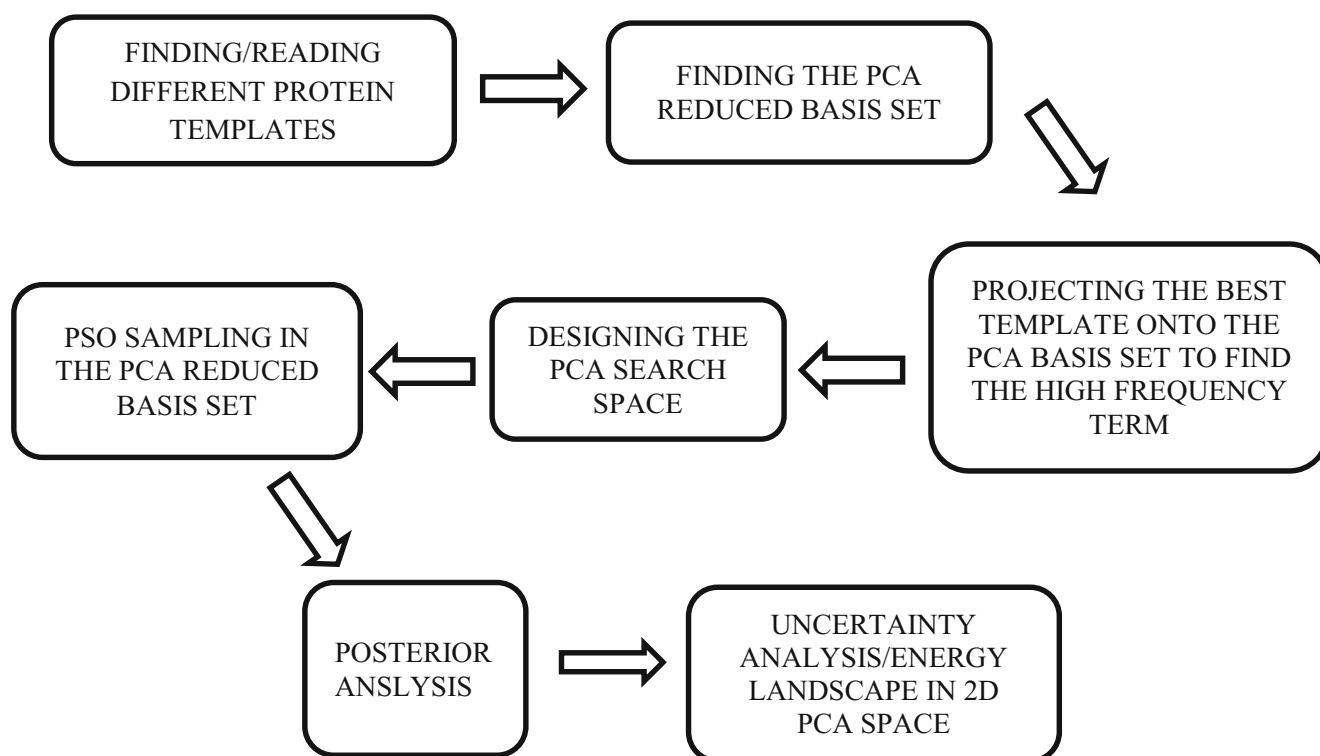 FINDING/READING
DIFFERENT PROTEIN
TEMPLATES
FINDING THE PCA
REDUCED BASIS SET
PROJECTING THE BEST
TEMPLATE ONTO THE
PCA BASIS SET TO FIND
THE HIGH FREQUENCY
TERM
DESIGNING THE
PCA SEARCH
SPACE
PSO SAMPLING IN
THE PCA REDUCED
BASIS SET
POSTERIOR
ANSLYSIS
UNCERTAINTY
ANALYSIS/ENERGY
LANDSCAPE IN 2D
PCA SPACE